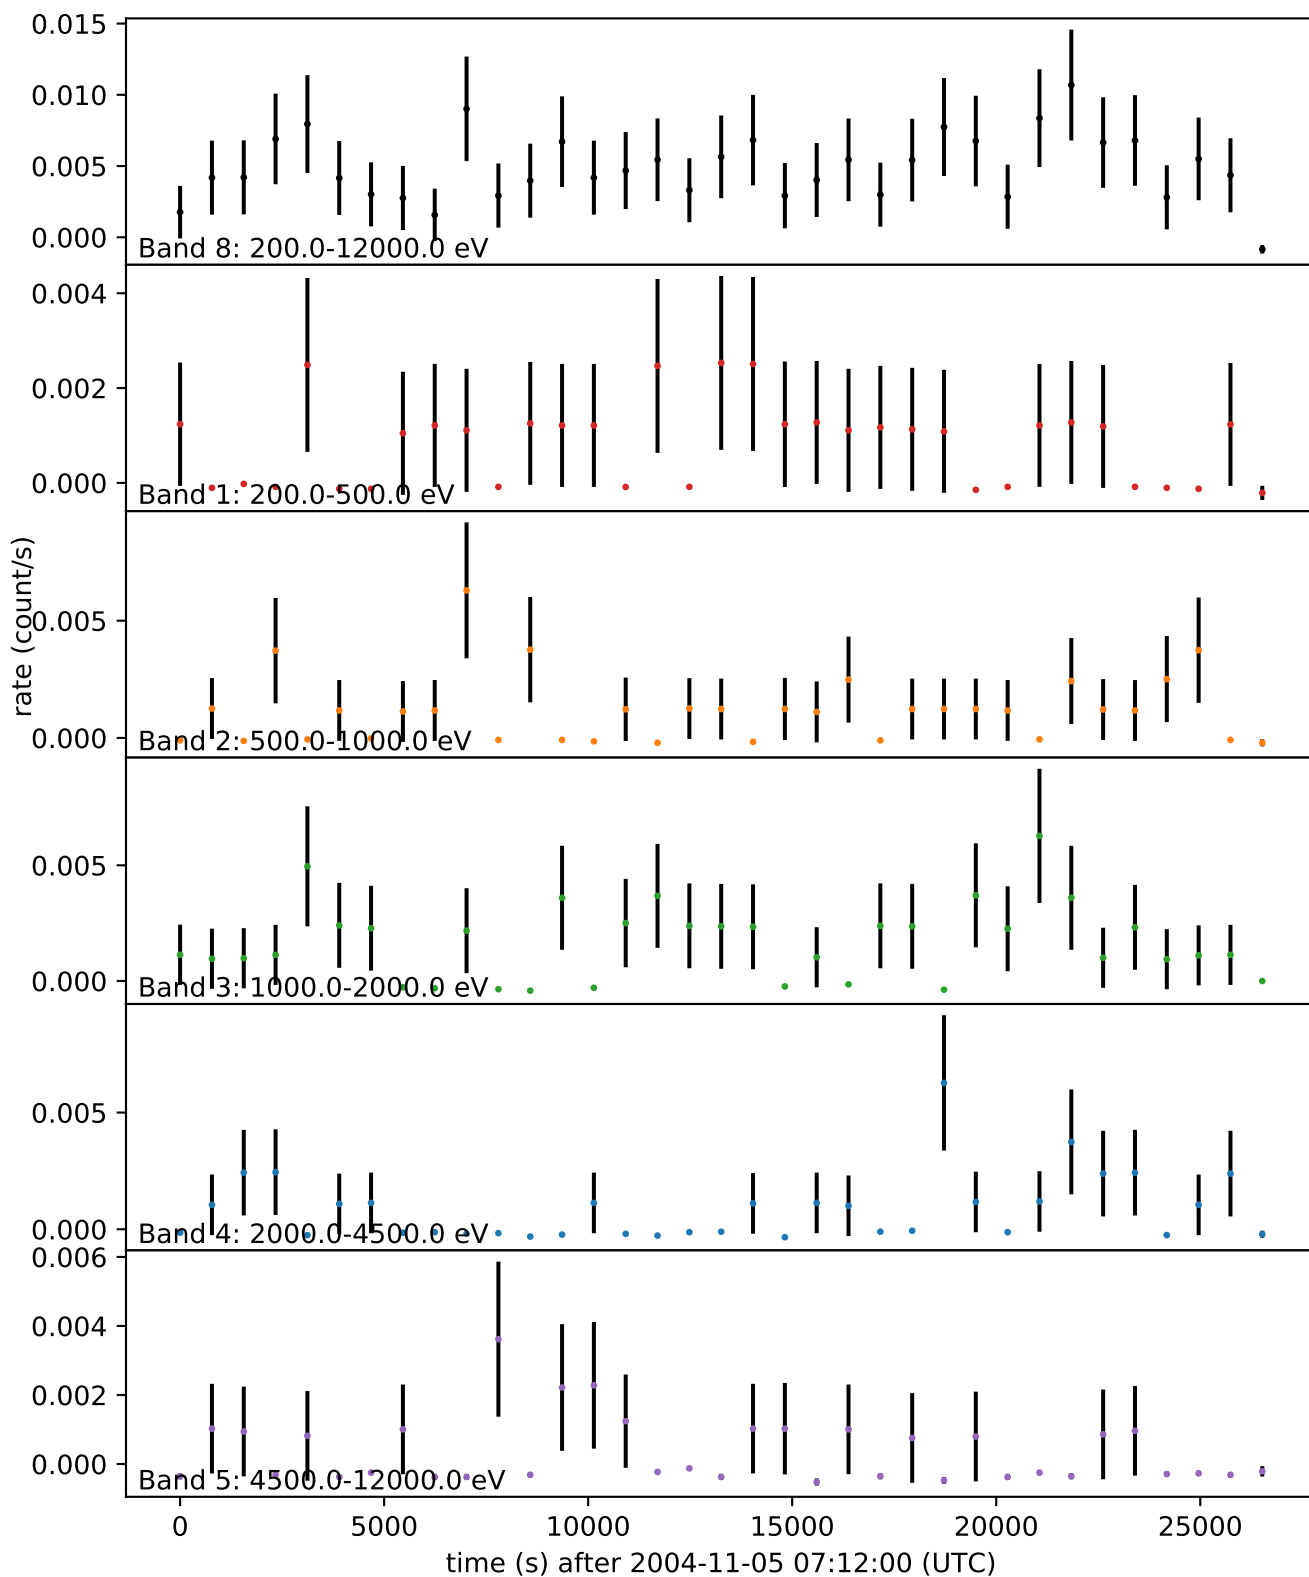 0.015
0.010
0.005
0.000
Band 8: 200.0-12000.0 eV
0.004
0.002
0.000
Band 1: 200.0-500.0 eV
rate (count/s)
0.005
0.000
Band 2: 500.0-1000.0 eV
0.005
0.000
Band 3: 1000.0-2000.0 eV
0.005
0.000
Band 4: 2000.0-4500.0 eV
0.006
0.004
0.002
0.000
Band 5: 4500.0-12000.0 eV
0 5000 10000 15000 20000 25000
time (s) after 2004-11-05 07:12:00 (UTC)